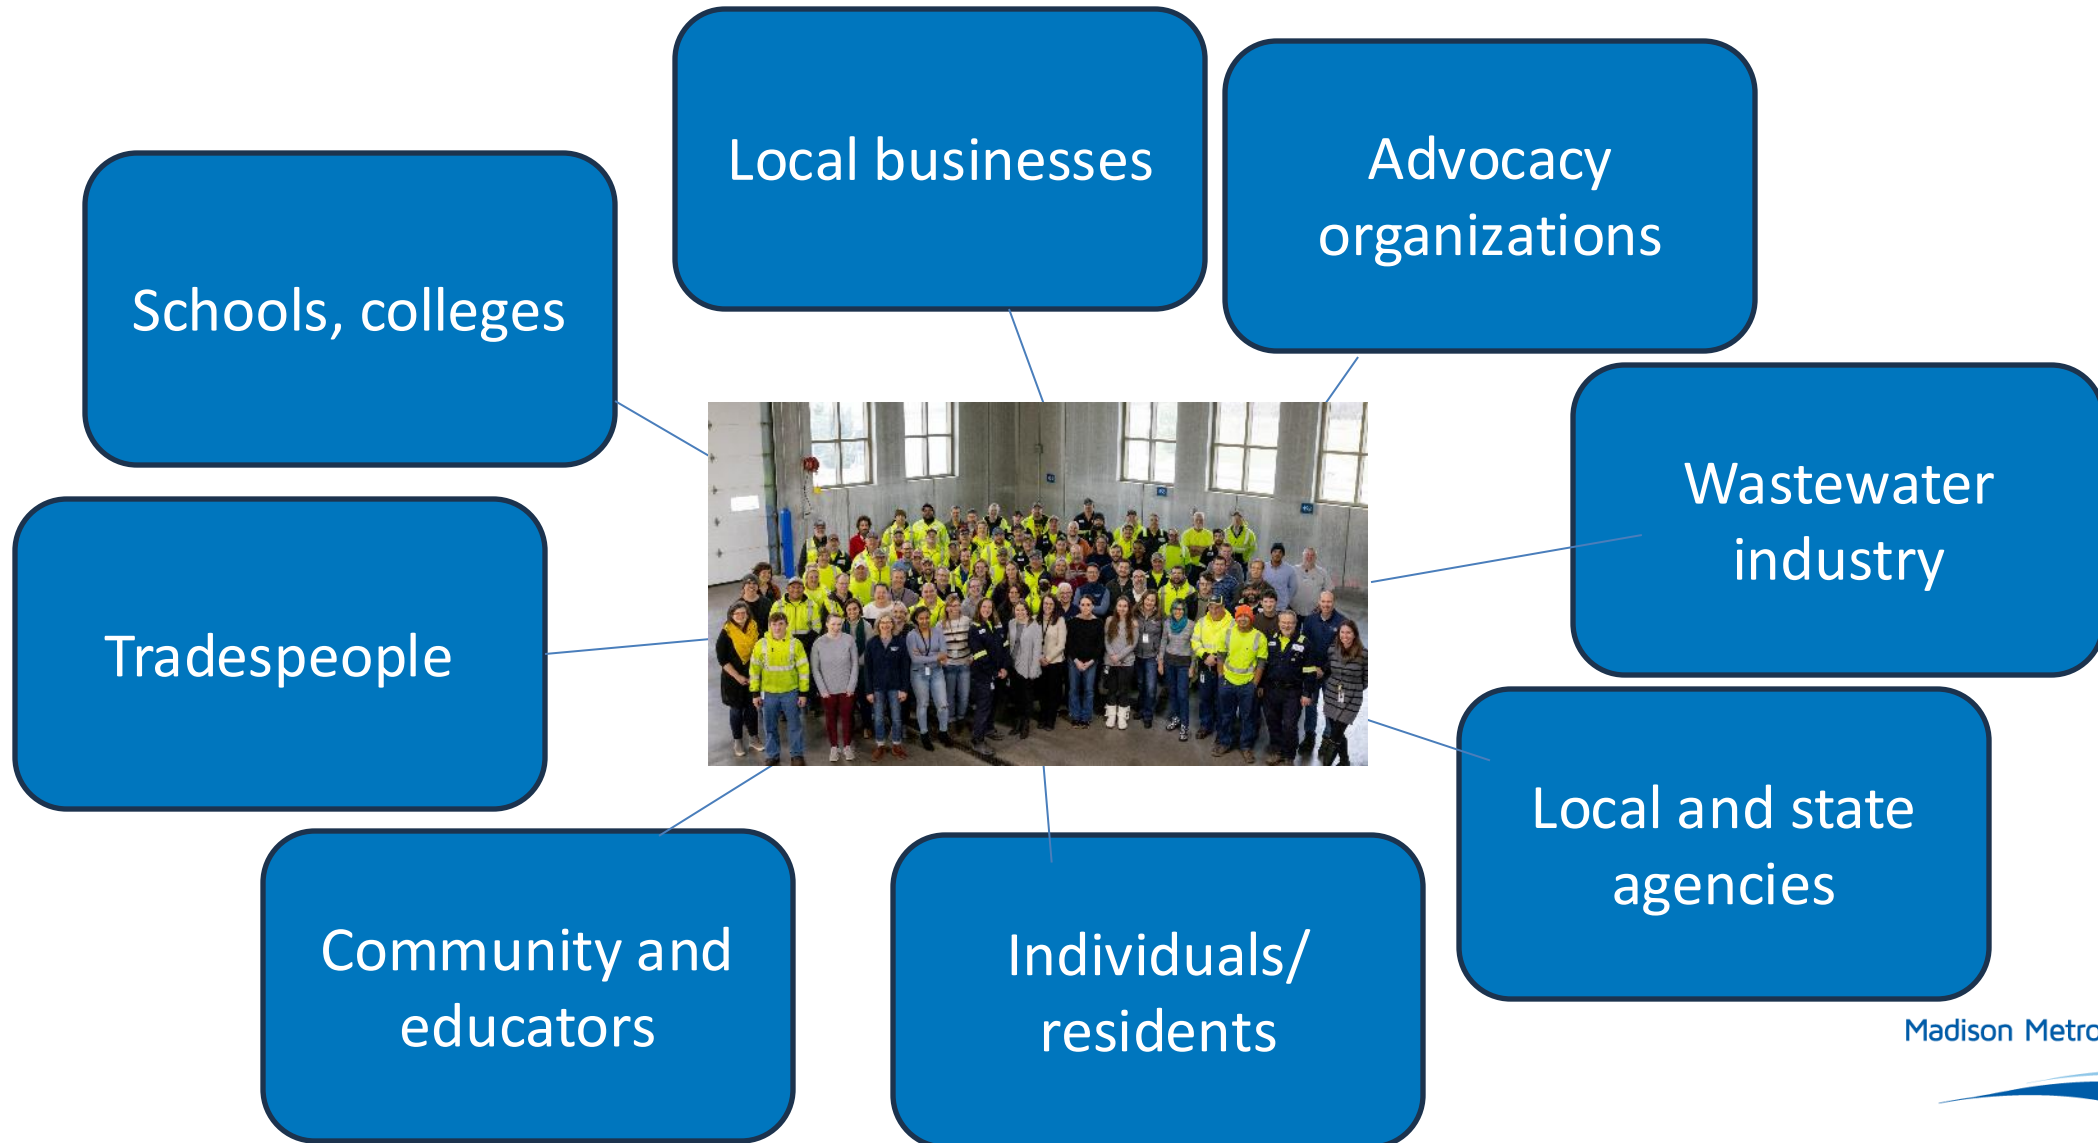 Local businesses
Advocacy
organizations
Schools, colleges
Wastewater
industry
Tradespeople
Local and state
agencies
Community and
educators
Individuals/
residents
Madison Metro